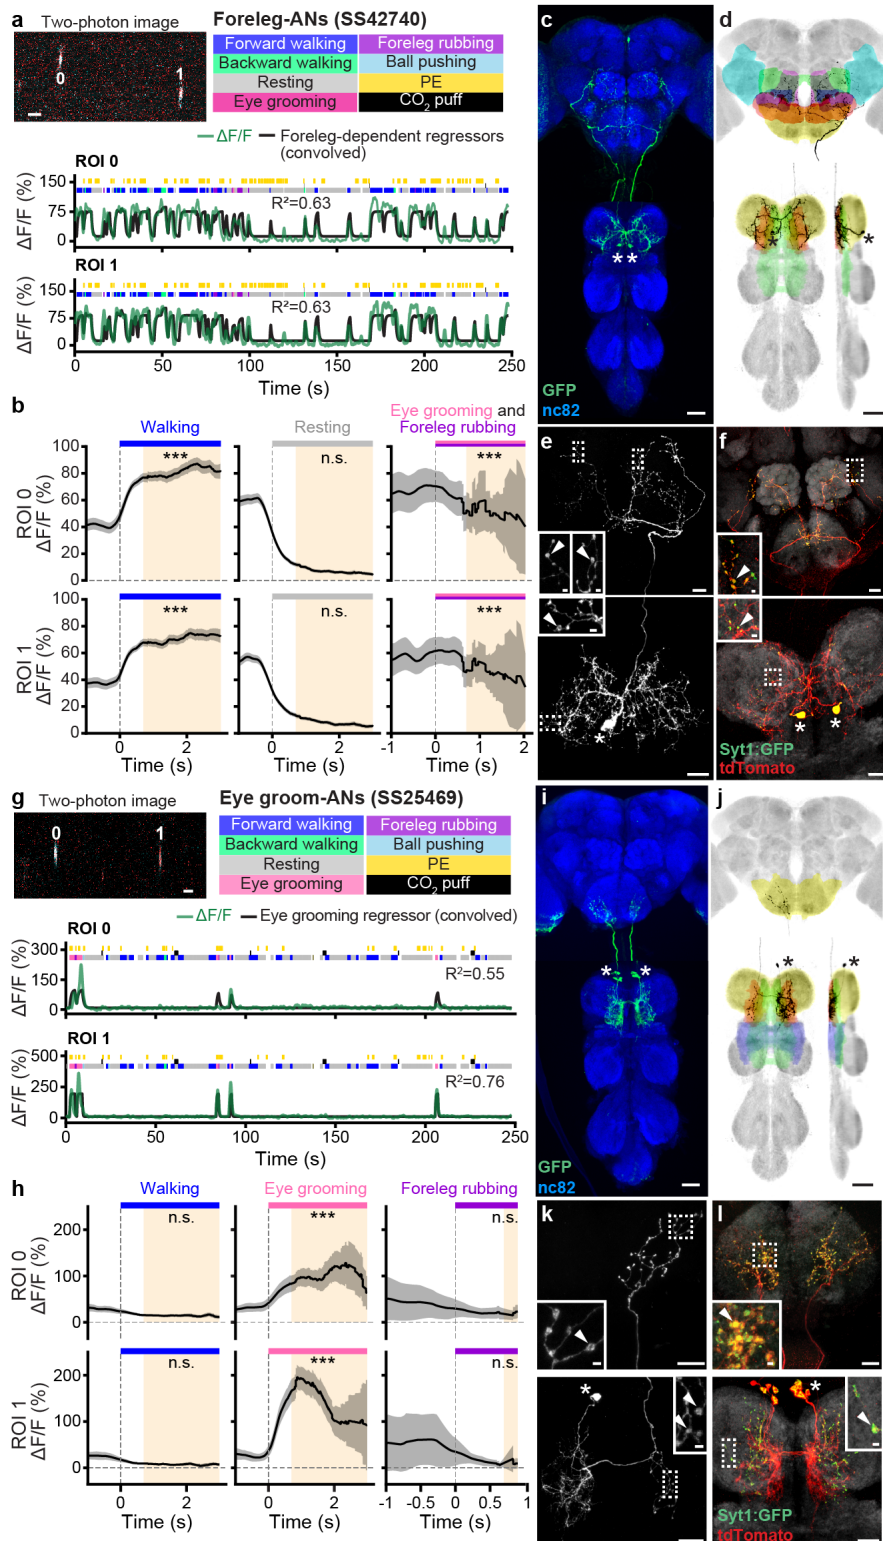 a
Two-photon image
0
1
Foreleg-ANs (SS42740)
Forward walking
Foreleg rubbing
Backward walking
Ball pushing
Resting
PE
Eye grooming
CO2 puff
ΔF/F
Foreleg-dependent regressors
(convolved)
ROI 0
ΔF/F (%)
150
75
0
R²=0.63
ROI 1
ΔF/F (%)
150
75
0
R²=0.63
0 50 100 150 200 250
Time (s)
b
Walking
Resting
Eye grooming and
Foreleg rubbing
ROI 0
ΔF/F (%)
100
80
60
40
20
0
***
n.s.
***
ROI 1
ΔF/F (%)
100
80
60
40
20
0
***
n.s.
***
0 2
0 2
-1 0 1 2
Time (s)
Time (s)
Time (s)
c
**
GFP
nc82
d
*
*
e
*
f
* *
Syt1:GFP
tdTomato
g
Two-photon image
0
1
Eye groom-ANs (SS25469)
Forward walking
Foreleg rubbing
Backward walking
Ball pushing
Resting
PE
Eye grooming
CO2 puff
ΔF/F
Eye grooming regressor (convolved)
ROI 0
ΔF/F (%)
300
150
0
R²=0.55
ROI 1
ΔF/F (%)
500
250
0
R²=0.76
0 50 100 150 200 250
Time (s)
h
Walking
Eye grooming
Foreleg rubbing
ROI 0
ΔF/F (%)
200
100
0
n.s.
***
n.s.
ROI 1
ΔF/F (%)
200
100
0
n.s.
***
n.s.
0 2
0 2
-1 -0.5 0 0.5 1
Time (s)
Time (s)
Time (s)
i
* *
GFP
nc82
j
*
*
k
*
l
*
Syt1:GFP
tdTomato